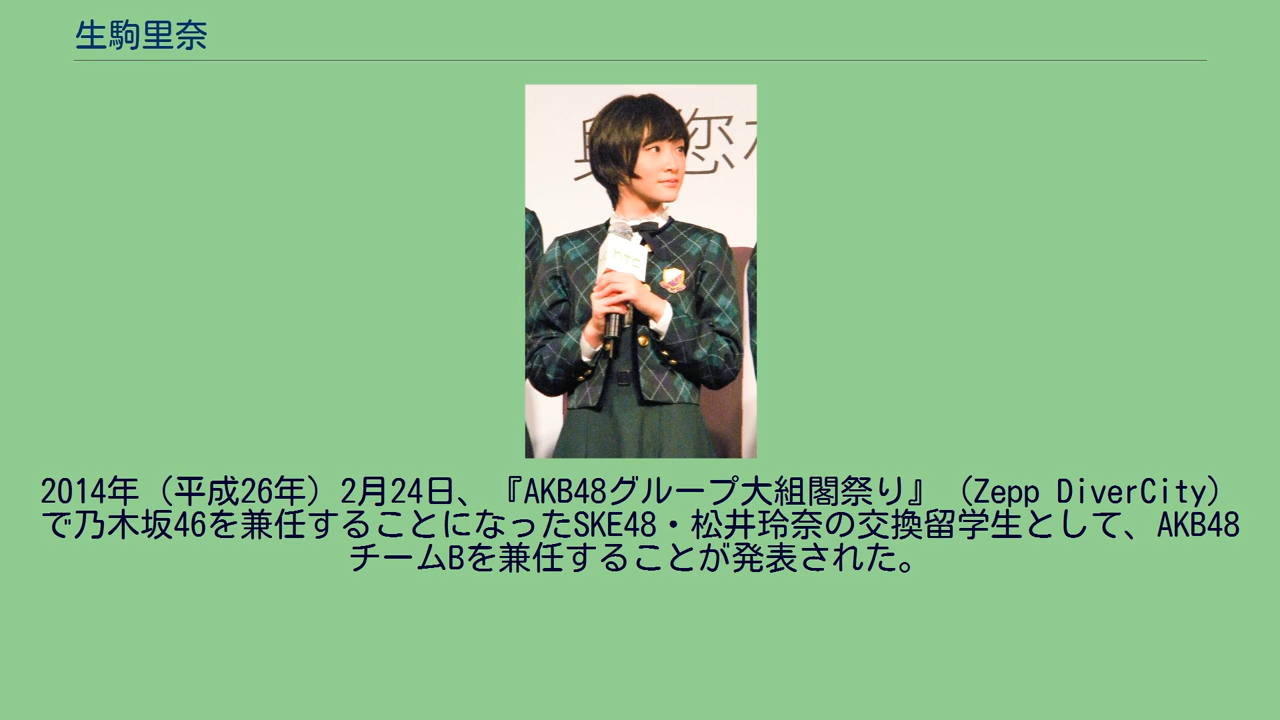 生駒里奈
與您
htc
2014年（平成26年）2月24日、『AKB48グループ大組閣祭り』（Zepp DiverCity）
で乃木坂46を兼任することになったSKE48・松井玲奈の交換留学生として、AKB48
チームBを兼任することが発表された。